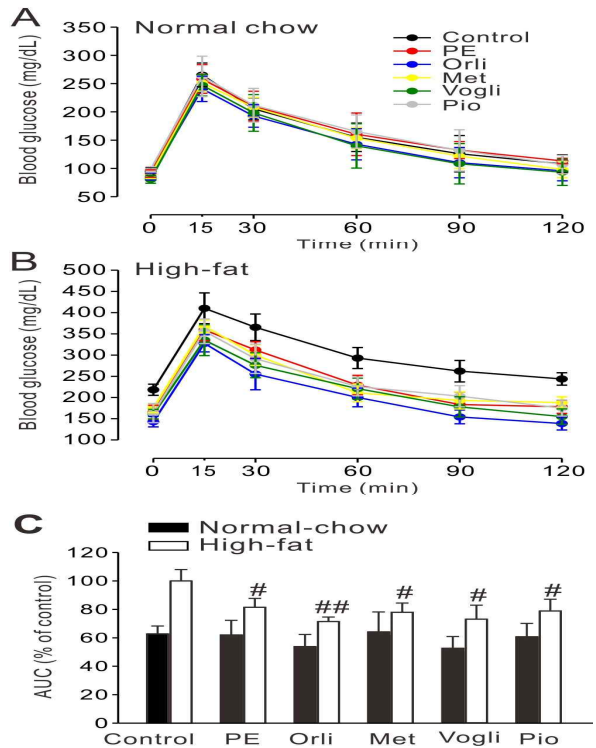 A
Normal chow
Control
PE
Orli
Met
Vogli
Pio
Blood glucose (mg/dL)
300
250
200
150
100
50
0 15 30 60 90 120
Time (min)
B
High-fat
Blood glucose (mg/dL)
500
450
400
350
300
250
200
150
100
0 15 30 60 90 120
Time (min)
C
Normal-chow
High-fat
AUC (% of control)
120
100
80
60
40
20
0
# ## # # #
Control PE Orli Met Vogli Pio